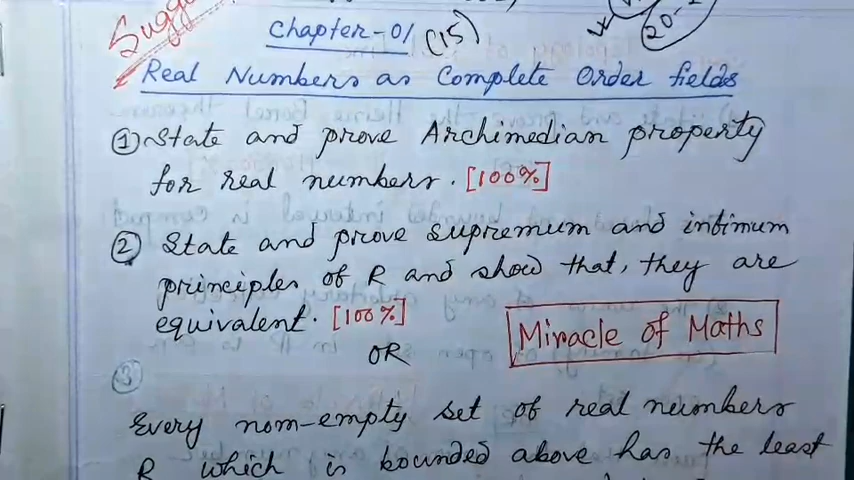 Chapter-01 (15)
Real Numbers as Complete Order fields
① State and prove Archimedian property
for real numbers. [100%]
② State and prove supremum and infimum
principles of R and show that, they are
equivalent. [100%]
OR
Miracle of Maths
③
Every non-empty set of real numbers
R which is bounded above has the least